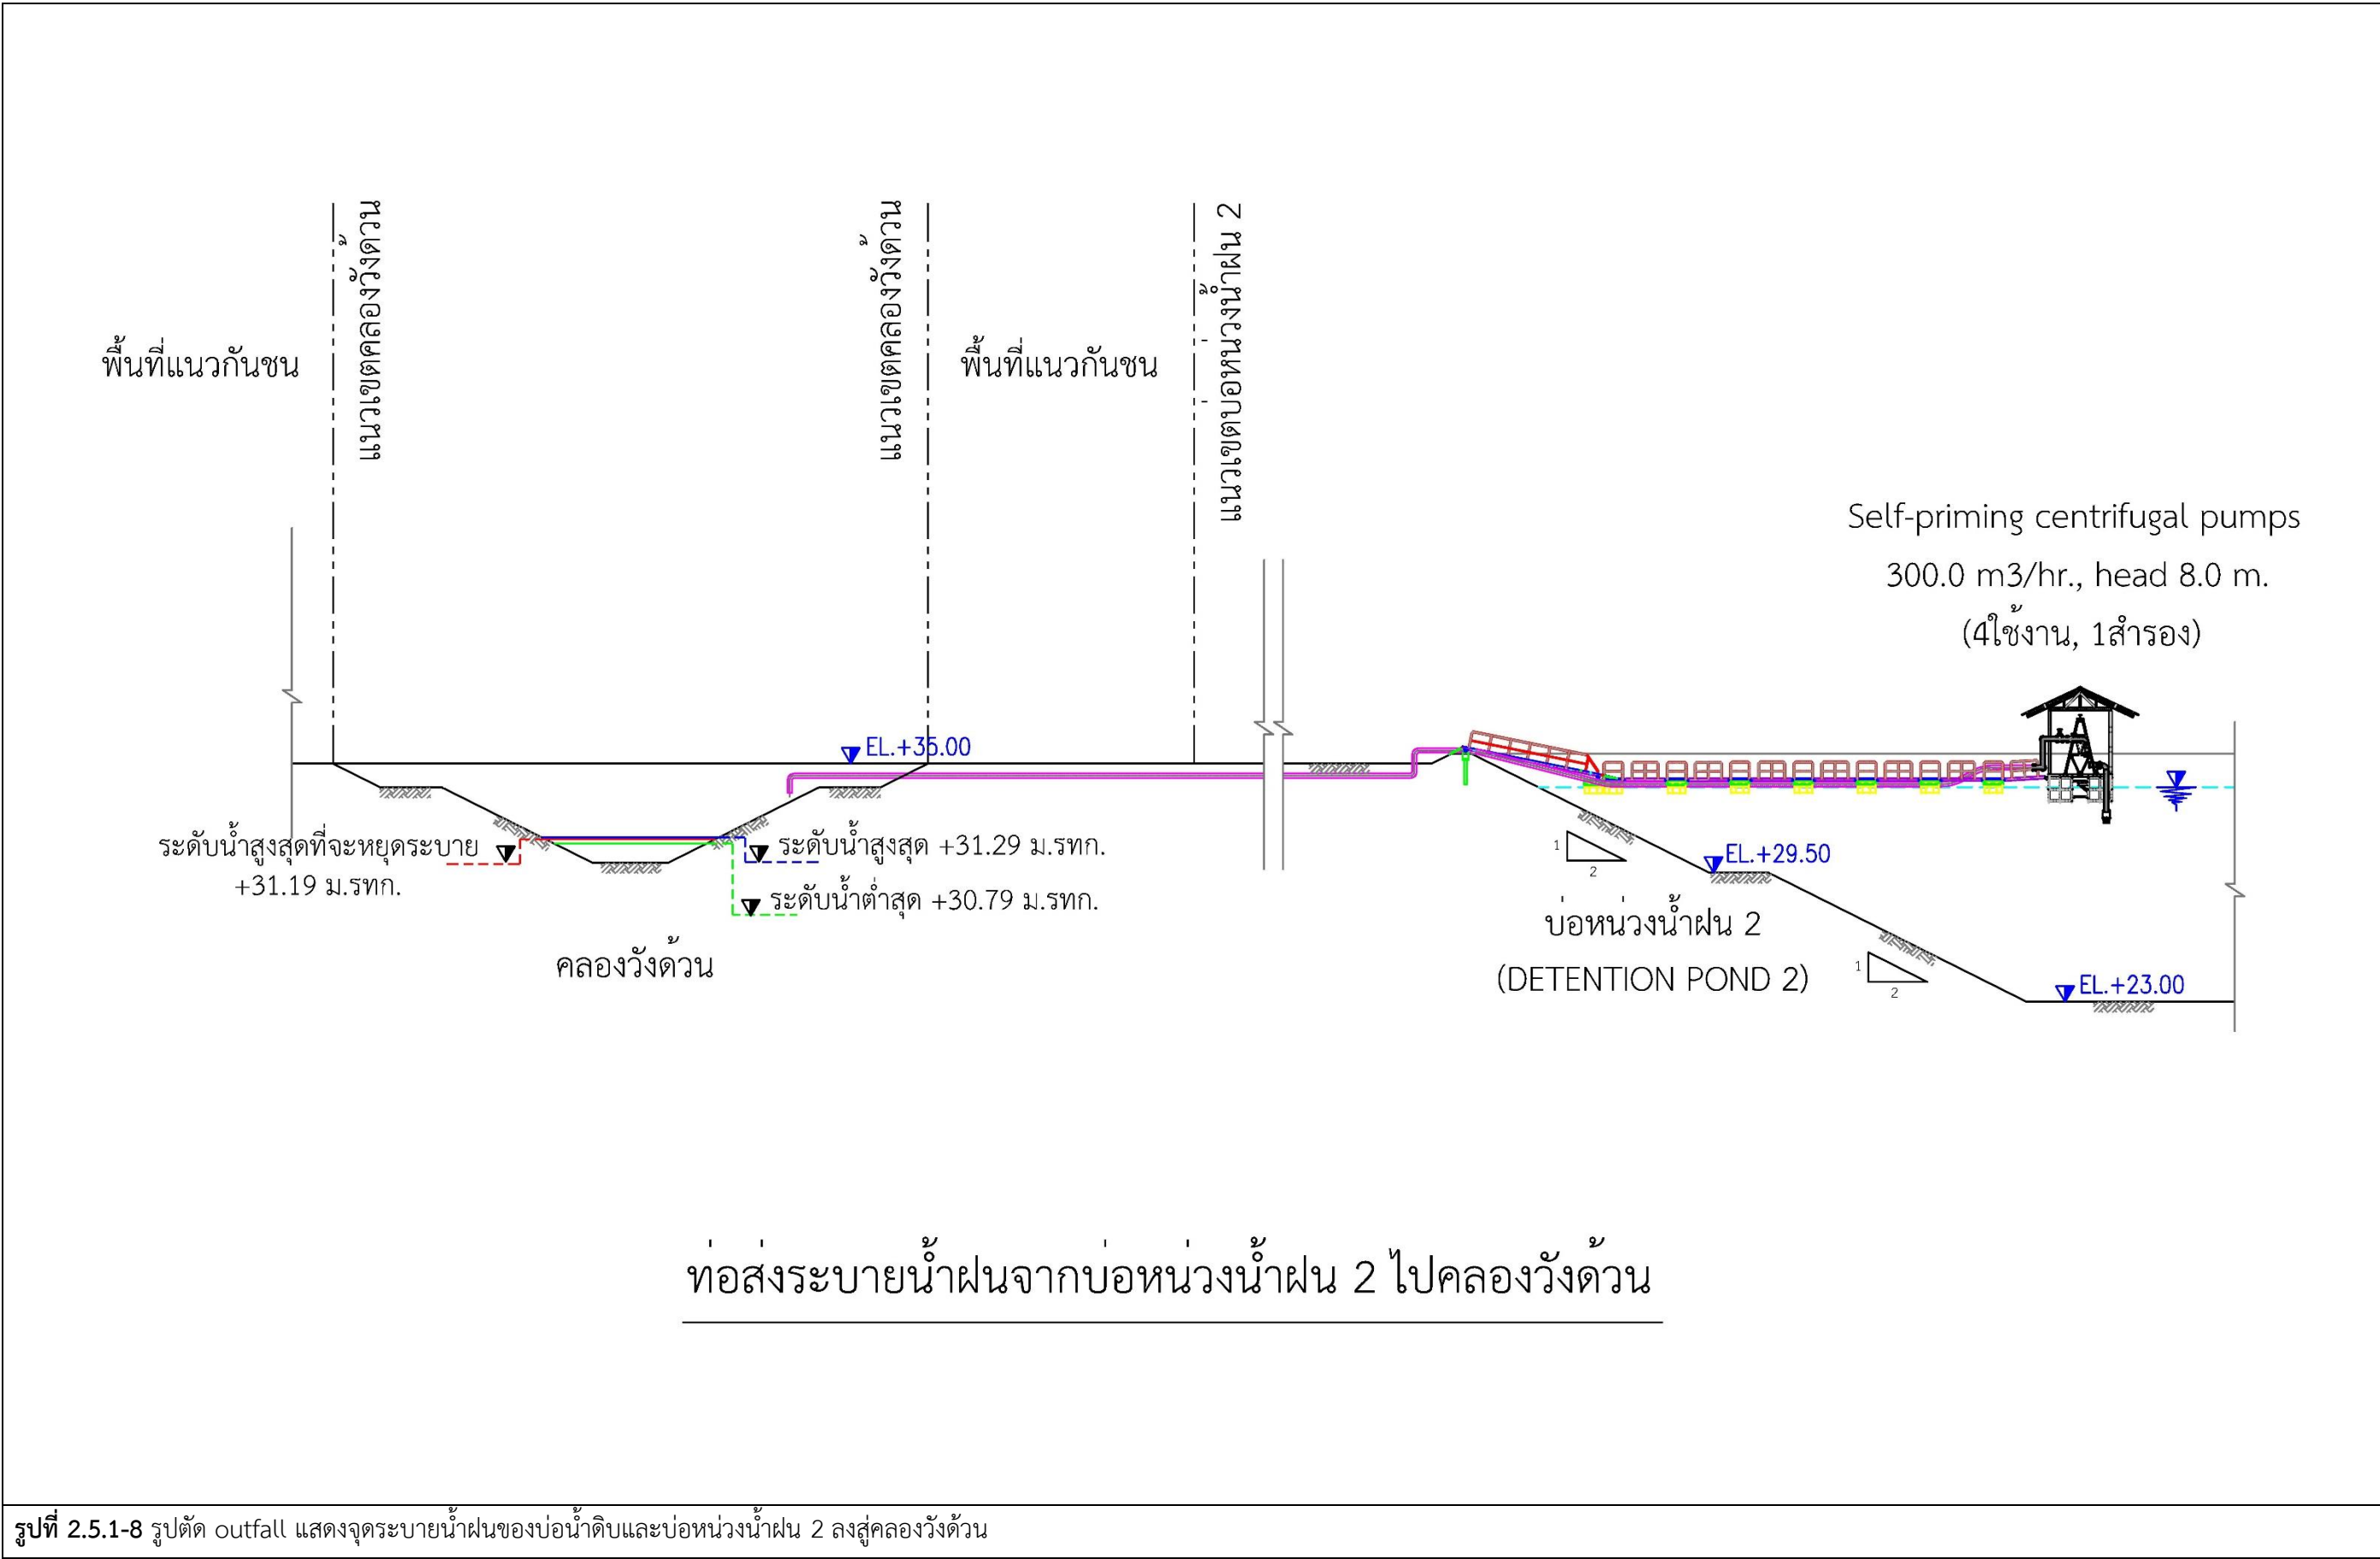 แนวเขตคลองวังด้วน
แนวเขตคลองวังด้วน
แนวเขตบ่อหน่วงน้ำฝน 2
พื้นที่แนวกันชน
พื้นที่แนวกันชน
Self-priming centrifugal pumps
300.0 m3/hr., head 8.0 m.
(4ใช้งาน, 1สำรอง)
EL.+35.00
ระดับน้ำสูงสุดที่จะหยุดระบาย
+31.19 ม.รทก.
ระดับน้ำสูงสุด +31.29 ม.รทก.
ระดับน้ำต่ำสุด +30.79 ม.รทก.
คลองวังด้วน
1
2
EL.+29.50
บ่อหน่วงน้ำฝน 2
(DETENTION POND 2)
1
2
EL.+23.00
ท่อส่งระบายน้ำฝนจากบ่อหน่วงน้ำฝน 2 ไปคลองวังด้วน
รูปที่ 2.5.1-8 รูปตัด outfall แสดงจุดระบายน้ำฝนของบ่อน้ำดิบและบ่อหน่วงน้ำฝน 2 ลงสู่คลองวังด้วน